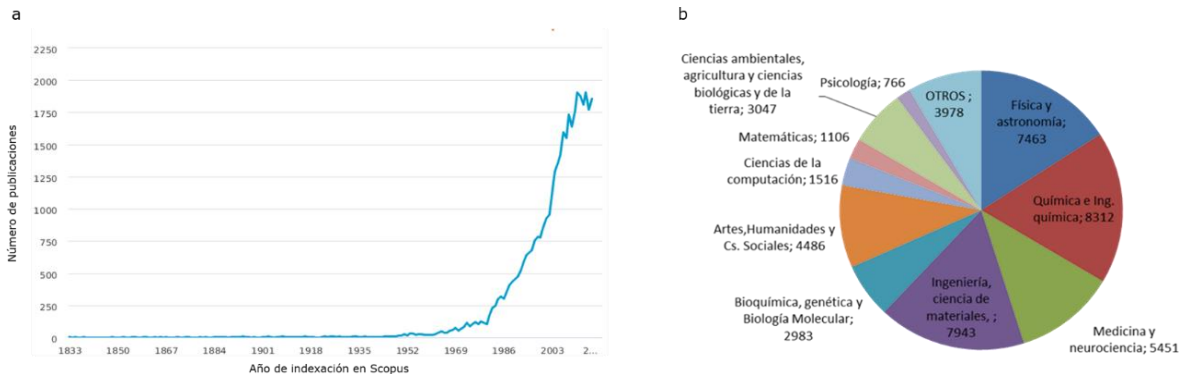 a
Número de publicaciones
2250
2000
1750
1500
1250
1000
750
500
250
0
1833
1850
1867
1884
1901
1918
1935
1952
1969
1986
2003
2...
Año de indexación en Scopus
b
Física y
astronomía;
7463
Química e Ing.
química; 8312
Medicina y
neurociencia; 5451
Ingeniería,
ciencia de
materiales, ;
7943
Bioquímica, genética y
Biología Molecular;
2983
Artes,Humanidades y
Cs. Sociales; 4486
Ciencias de la
computación; 1516
Matemáticas; 1106
Ciencias ambientales,
agricultura y ciencias
biológicas y de la
tierra; 3047
Psicología; 766
OTROS ;
3978